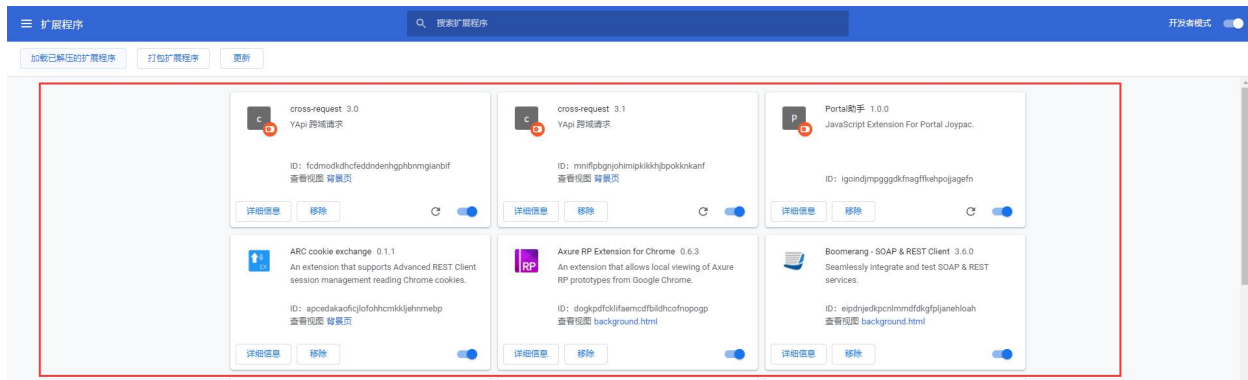 扩展程序
搜索扩展程序
开发者模式
加载已解压的扩展程序 打包扩展程序 更新
C
cross-request 3.0
YApi 跨域请求
ID: fcdmodkdhcfeddndenhgphbnmgianbif
查看视图 背景页
详细信息 移除
C
cross-request 3.1
YApi 跨域请求
ID: mniflpbgnjohimipkikkhjbpokknkanf
查看视图 背景页
详细信息 移除
P
Portal助手 1.0.0
JavaScript Extension For Portal Joypac.
ID: igoindjmpgggdkfnagffkehpojjagefn
详细信息 移除
ARC cookie exchange 0.1.1
An extension that supports Advanced REST Client
session management reading Chrome cookies.
ID: apcedakaoficjlofohhcmkkljehnmebp
查看视图 背景页
详细信息 移除
RP
Axure RP Extension for Chrome 0.6.3
An extension that allows local viewing of Axure
RP prototypes from Google Chrome.
ID: dogkpdfcklifaemcdfbildhcofnopogp
查看视图 background.html
详细信息 移除
Boomerang - SOAP & REST Client 3.6.0
Seamlessly integrate and test SOAP & REST
services.
ID: eipdnjedkpcnlmmdfdkgfpljanehloah
查看视图 background.html
详细信息 移除